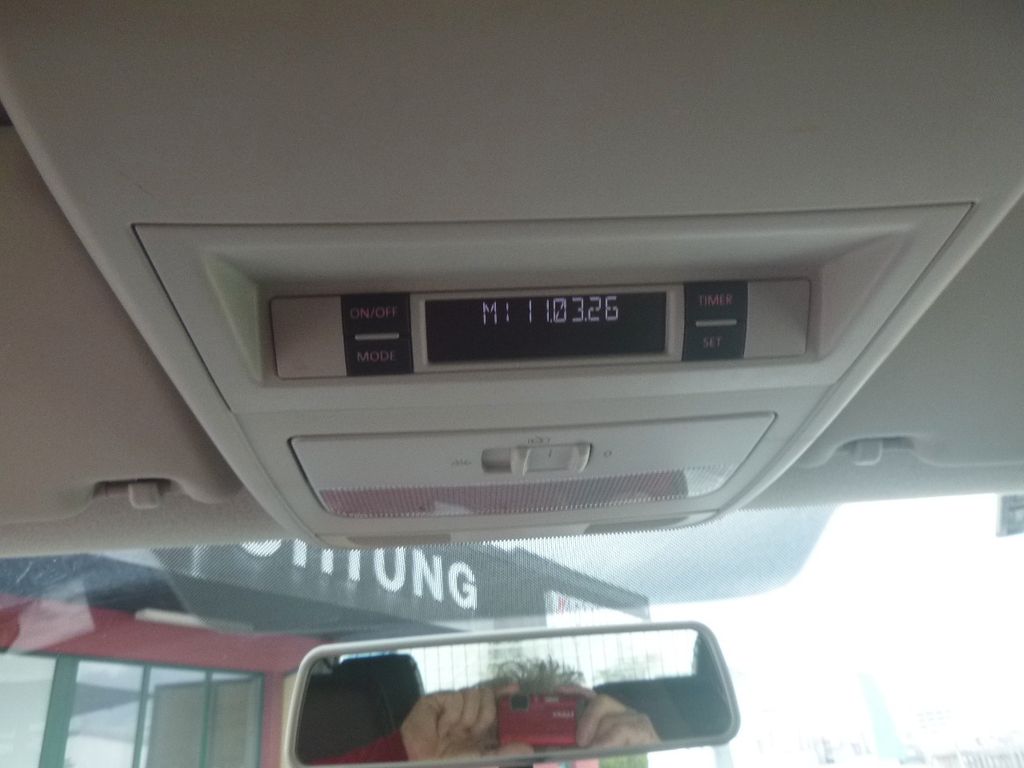 ON/OFF
MODE
M: 11.03.26
TIMER
SET
TUNG